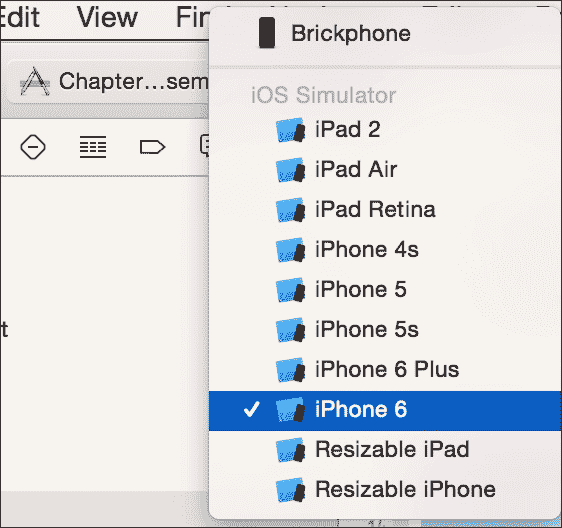 Edit View Fin
Brickphone
Chapter…sem
iOS Simulator
iPad 2
iPad Air
iPad Retina
iPhone 4s
iPhone 5
iPhone 5s
t
iPhone 6 Plus
iPhone 6
Resizable iPad
Resizable iPhone